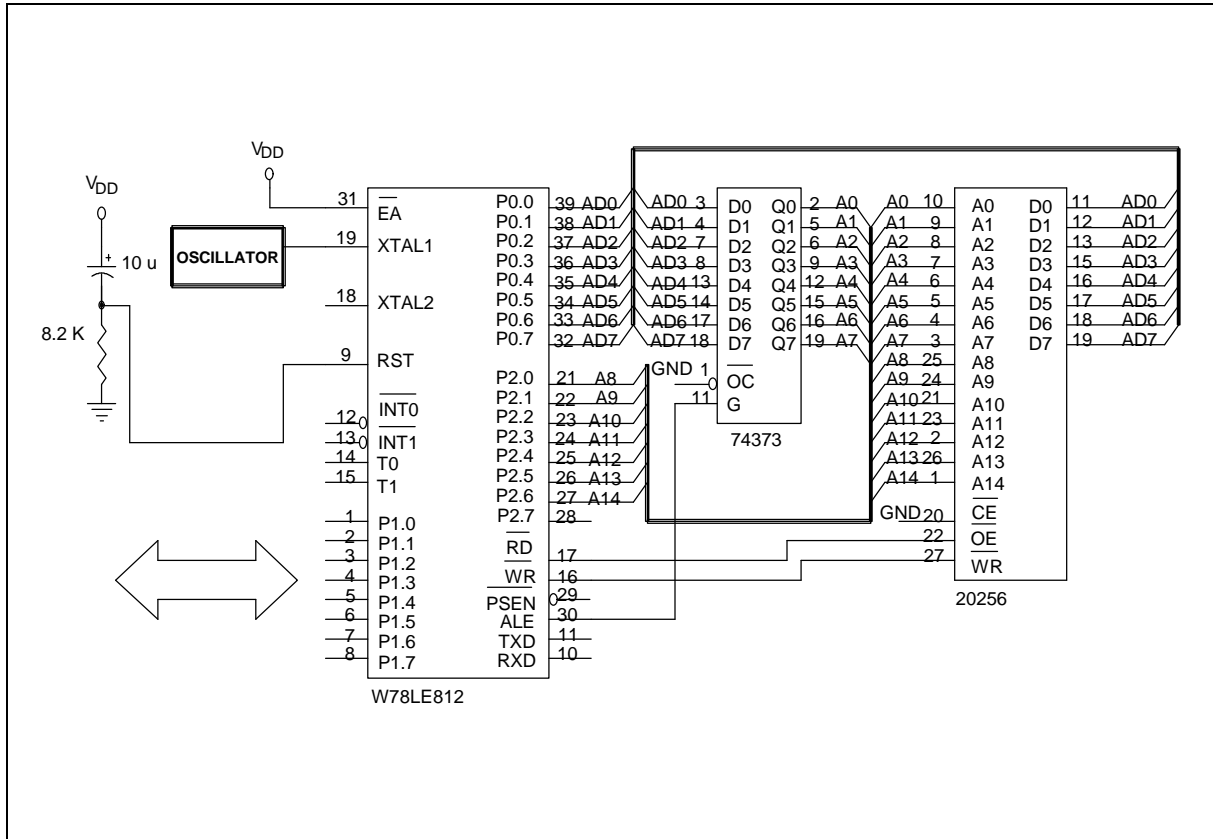 VDD
VDD
10 u
8.2 K
OSCILLATOR
31 EA
19 XTAL1
18 XTAL2
9 RST
12 INT0
13 INT1
14 T0
15 T1
1 P1.0
2 P1.1
3 P1.2
4 P1.3
5 P1.4
6 P1.5
7 P1.6
8 P1.7
P0.0 39 AD0
P0.1 38 AD1
P0.2 37 AD2
P0.3 36 AD3
P0.4 35 AD4
P0.5 34 AD5
P0.6 33 AD6
P0.7 32 AD7
P2.0 21 A8
P2.1 22 A9
P2.2 23 A10
P2.3 24 A11
P2.4 25 A12
P2.5 26 A13
P2.6 27 A14
P2.7 28
RD 17
WR 16
PSEN 29
ALE 30
TXD 11
RXD 10
W78LE812
AD0 3 D0 Q0 2 A0
AD1 4 D1 Q1 5 A1
AD2 7 D2 Q2 6 A2
AD3 8 D3 Q3 9 A3
AD4 13 D4 Q4 12 A4
AD5 14 D5 Q5 15 A5
AD6 17 D6 Q6 16 A6
AD7 18 D7 Q7 19 A7
GND 1 OC
11 G
74373
A0 10 A0 D0 11 AD0
A1 9 A1 D1 12 AD1
A2 8 A2 D2 13 AD2
A3 7 A3 D3 15 AD3
A4 6 A4 D4 16 AD4
A5 5 A5 D5 17 AD5
A6 4 A6 D6 18 AD6
A7 3 A7 D7 19 AD7
A8 25 A8
A9 24 A9
A10 21 A10
A11 23 A11
A12 2 A12
A13 26 A13
A14 1 A14
GND 20 CE
22 OE
27 WR
20256